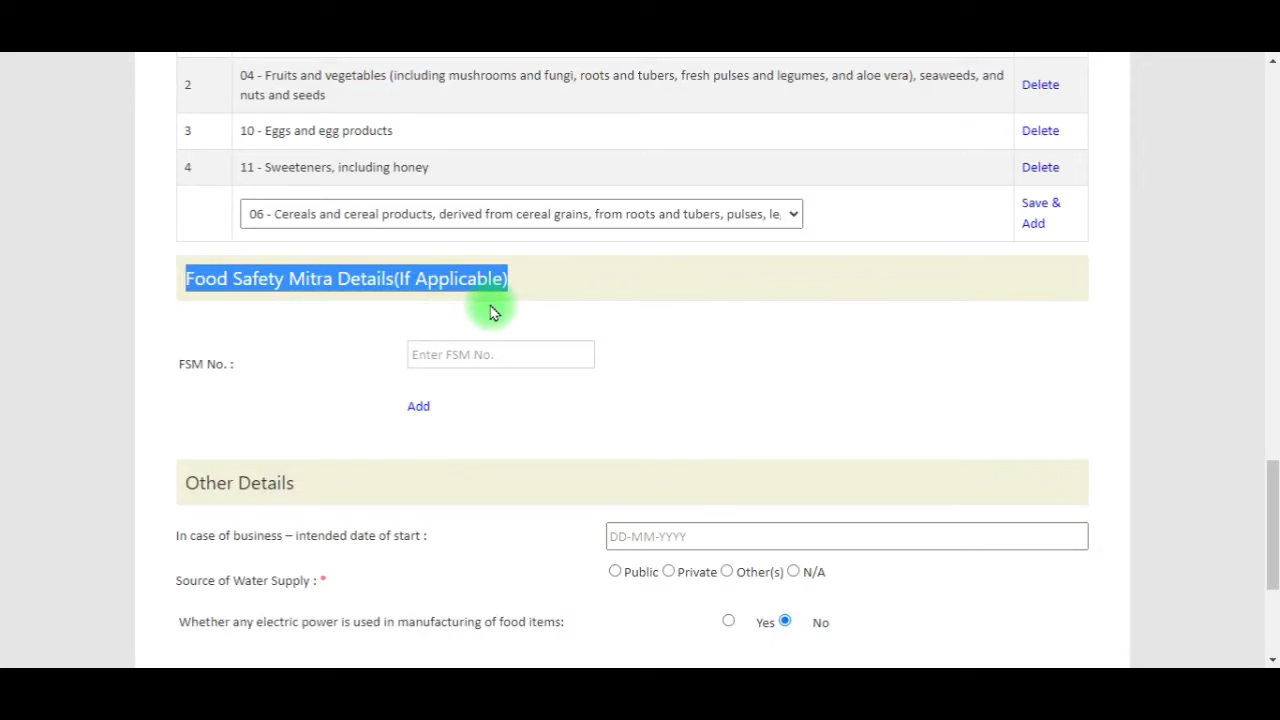 2
04 - Fruits and vegetables (including mushrooms and fungi, roots and tubers, fresh pulses and legumes, and aloe vera), seaweeds, and
nuts and seeds
Delete
3
10 - Eggs and egg products
Delete
4
11 - Sweeteners, including honey
Delete
06 - Cereals and cereal products, derived from cereal grains, from roots and tubers, pulses, le
Save &
Add
Food Safety Mitra Details(If Applicable)
FSM No. :
Enter FSM No.
Add
Other Details
In case of business – intended date of start :
DD-MM-YYYY
Source of Water Supply : *
Public Private Other(s) N/A
Whether any electric power is used in manufacturing of food items:
Yes No